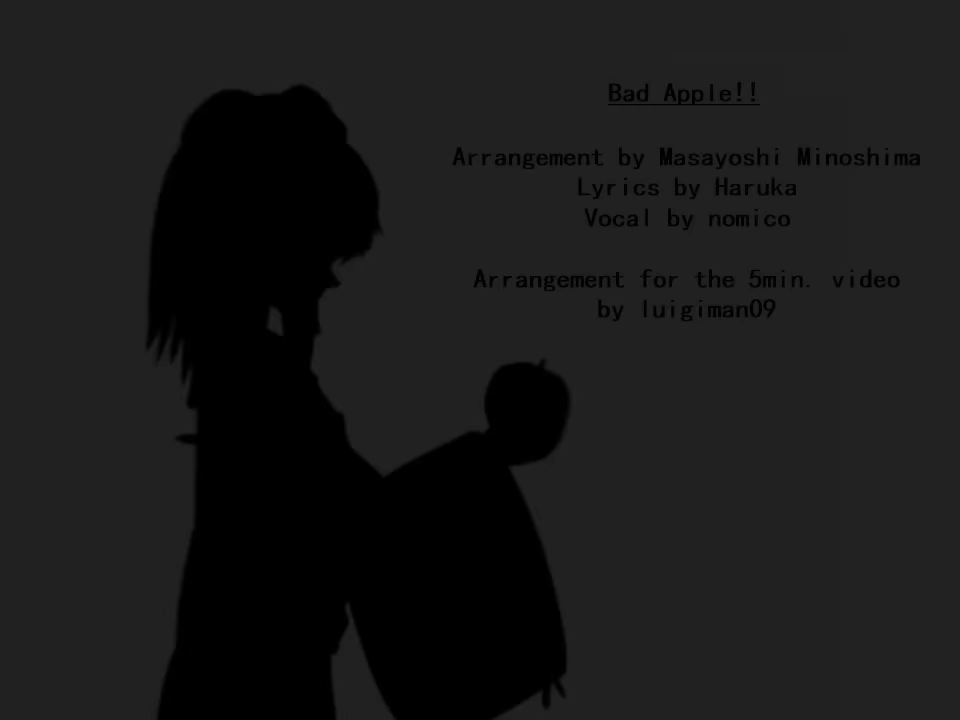 Bad Apple!!
Arrangement by Masayoshi Minoshima
Lyrics by Haruka
Vocal by nomico
Arrangement for the 5min. video
by luigiman09